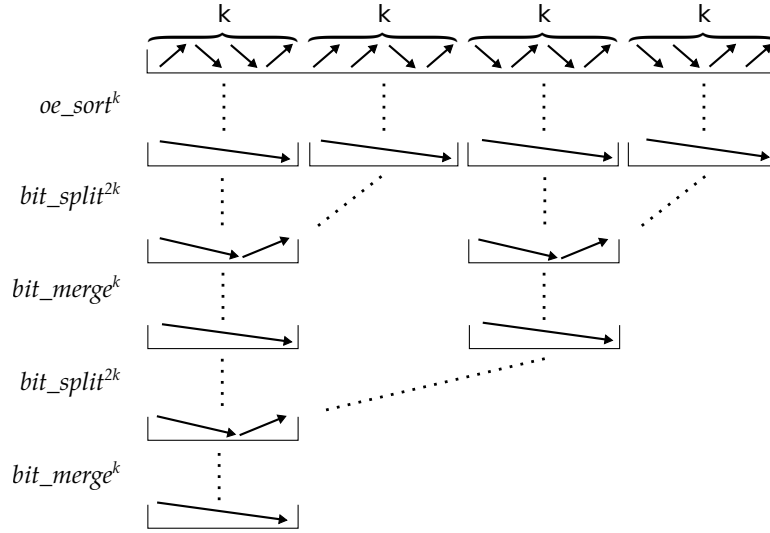 k k k k
oe_sort^k
bit_split^2k
bit_merge^k
bit_split^2k
bit_merge^k